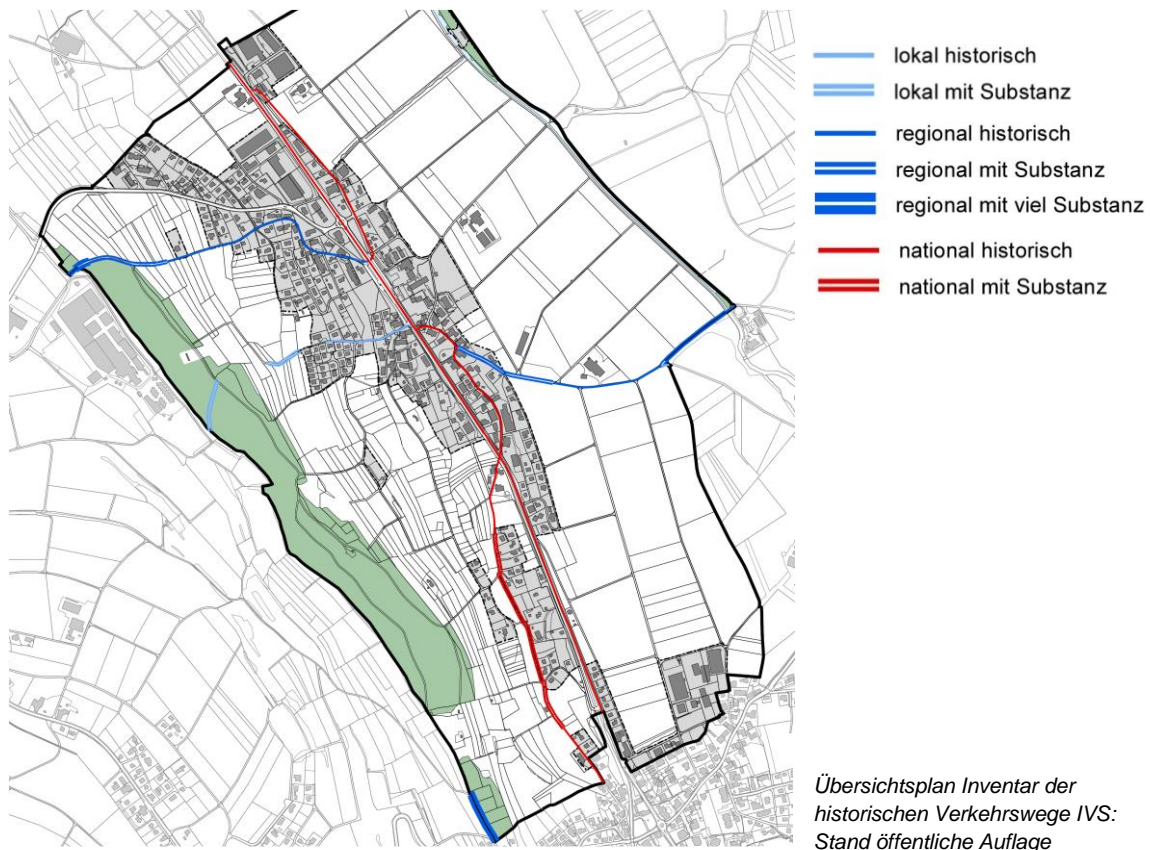 lokal historisch
lokal mit Substanz
regional historisch
regional mit Substanz
regional mit viel Substanz
national historisch
national mit Substanz
Übersichtsplan Inventar der
historischen Verkehrswege IVS:
Stand öffentliche Auflage